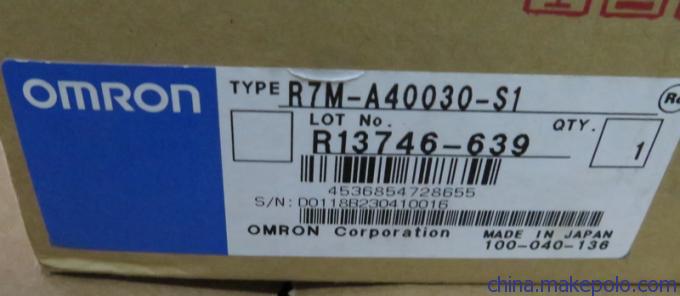 OMRON
TYPE R7M-A40030-S1
LOT No.
R13746-639
QTY.
1
4536854728655
S/N: D0118B230410016
OMRON Corporation
MADE IN JAPAN
100-040-136
china.makepolo.com